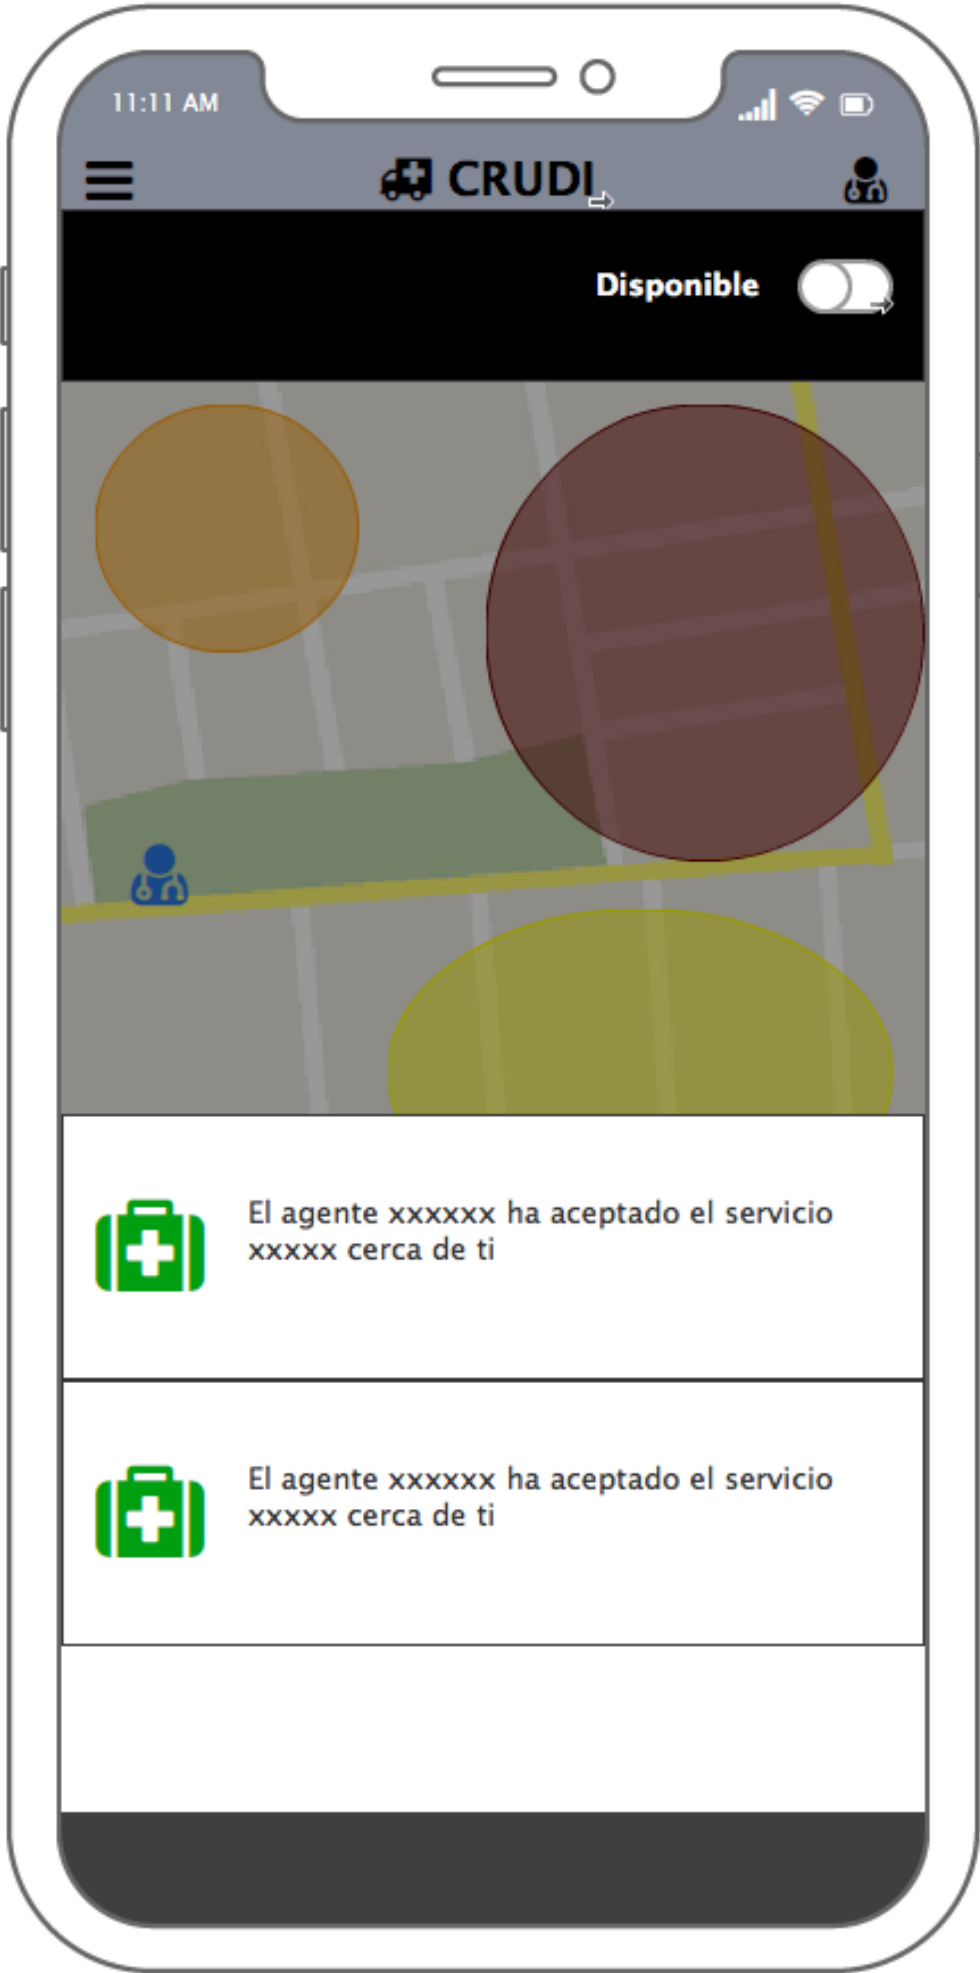 11:11 AM
CRUDI
Disponible
El agente xxxxxx ha aceptado el servicio
xxxxx cerca de ti
El agente xxxxxx ha aceptado el servicio
xxxxx cerca de ti